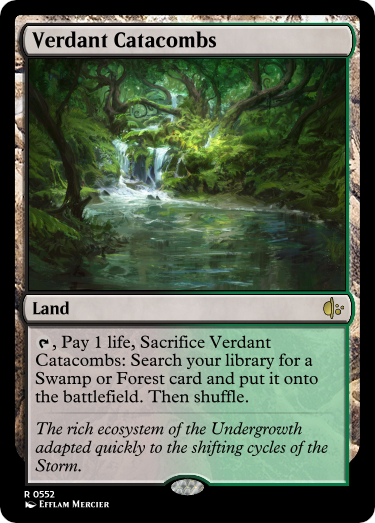 Verdant Catacombs
Land
, Pay 1 life, Sacrifice Verdant
Catacombs: Search your library for a
Swamp or Forest card and put it onto
the battlefield. Then shuffle.
The rich ecosystem of the Undergrowth
adapted quickly to the shifting cycles of the
Storm.
R 0552
Efflam Mercier